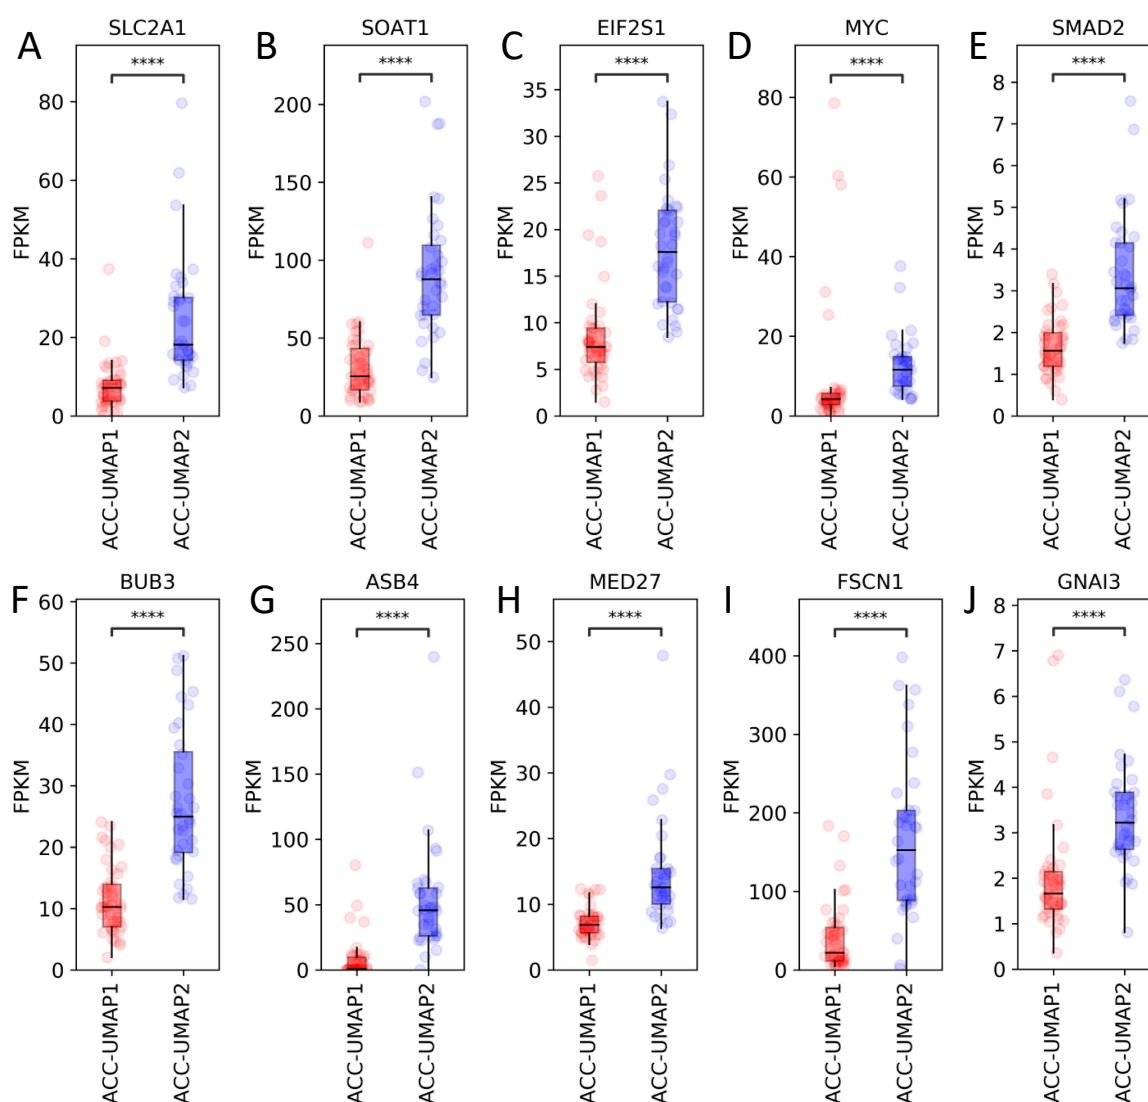 A SLC2A1
****
FPKM
80
60
40
20
0
ACC-UMAP1
ACC-UMAP2
B SOAT1
****
FPKM
200
150
100
50
0
ACC-UMAP1
ACC-UMAP2
C EIF2S1
****
FPKM
35
30
25
20
15
10
5
0
ACC-UMAP1
ACC-UMAP2
D MYC
****
FPKM
80
60
40
20
0
ACC-UMAP1
ACC-UMAP2
E SMAD2
****
FPKM
8
7
6
5
4
3
2
1
0
ACC-UMAP1
ACC-UMAP2
F BUB3
****
FPKM
60
50
40
30
20
10
0
ACC-UMAP1
ACC-UMAP2
G ASB4
****
FPKM
250
200
150
100
50
0
ACC-UMAP1
ACC-UMAP2
H MED27
****
FPKM
50
40
30
20
10
0
ACC-UMAP1
ACC-UMAP2
I FSCN1
****
FPKM
400
300
200
100
0
ACC-UMAP1
ACC-UMAP2
J GNAI3
****
FPKM
8
7
6
5
4
3
2
1
0
ACC-UMAP1
ACC-UMAP2